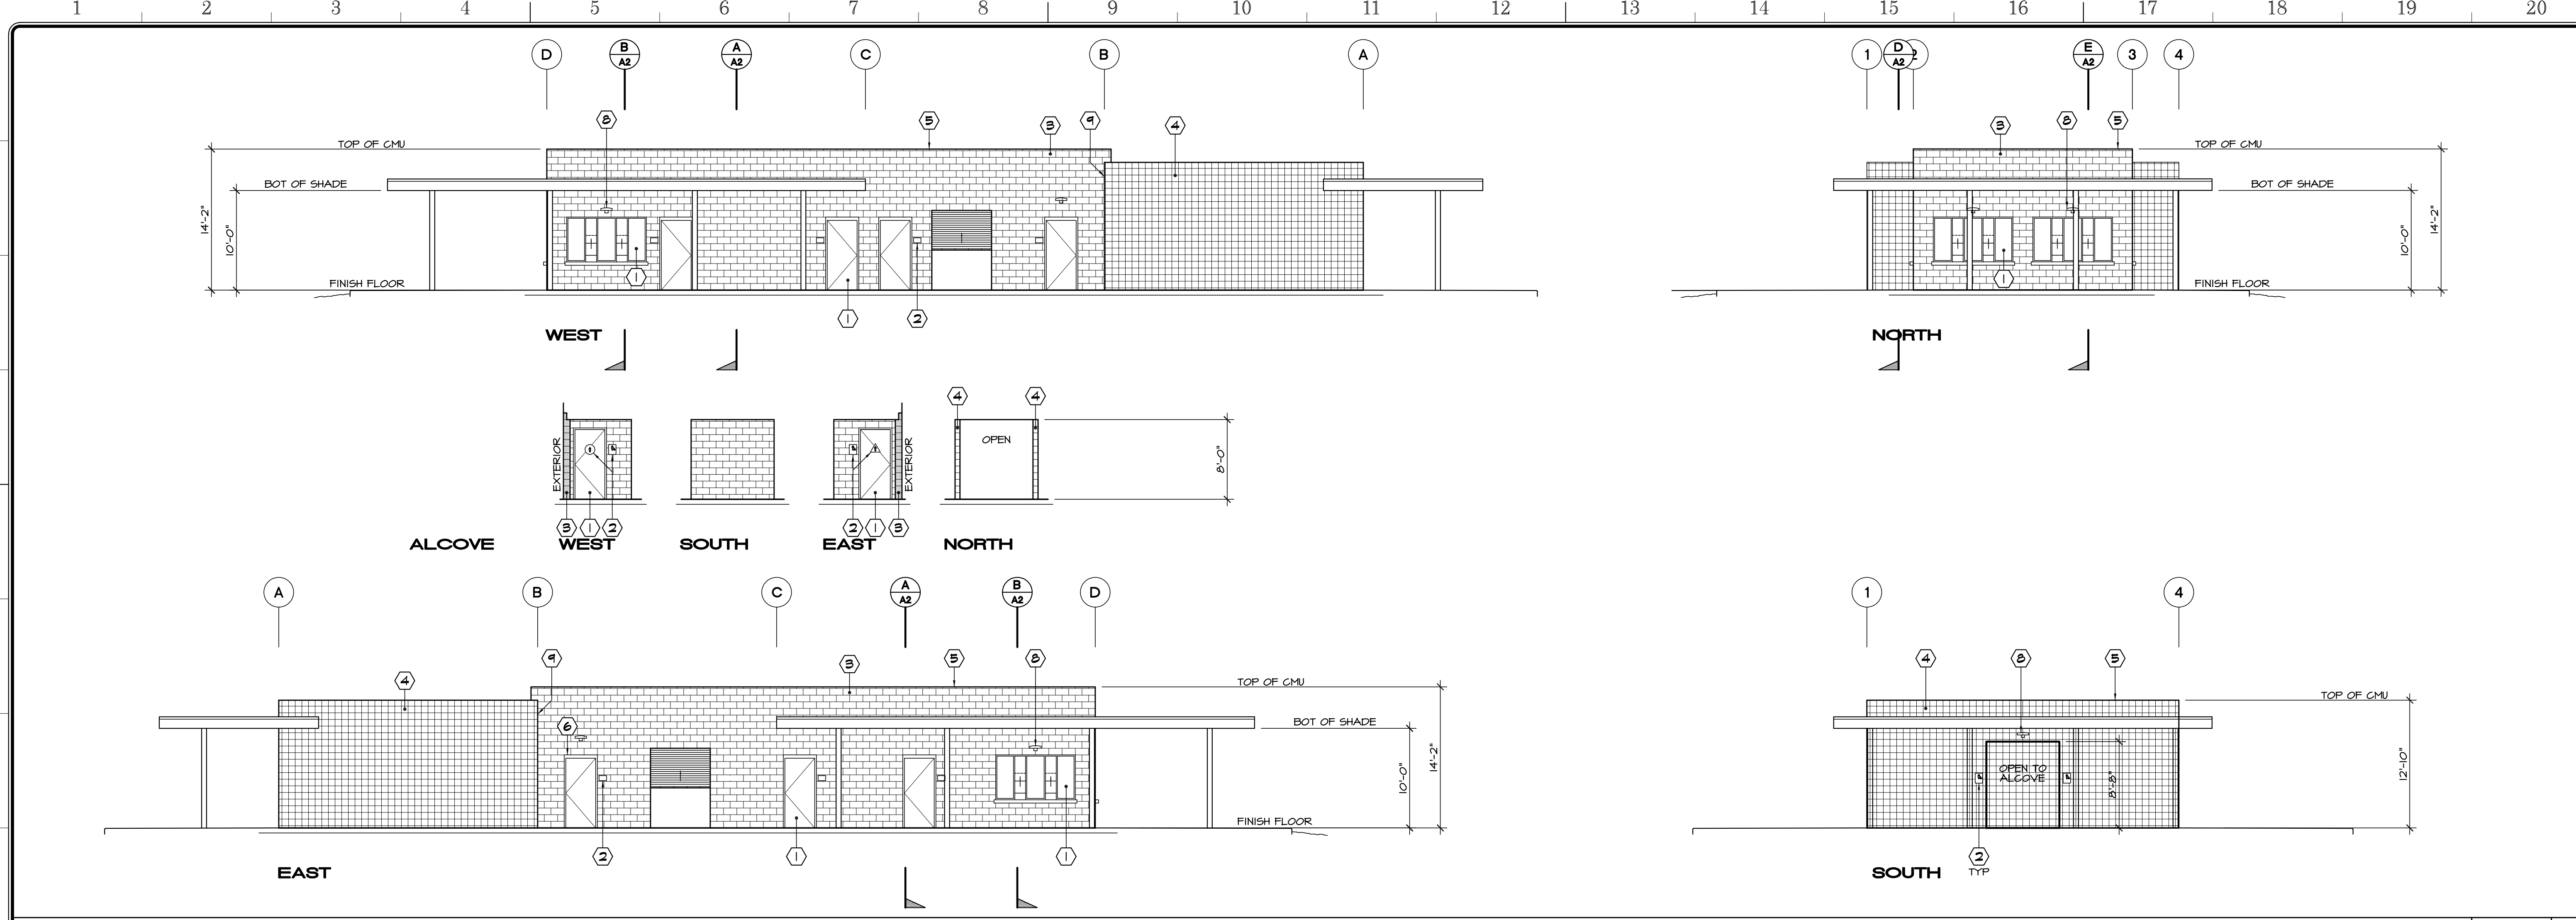 1 2 3 4 5 6 7 8 9 10 11 12 13 14 15 16 17 18 19 20
D B A C B A
A2 A2
1 D 2 E 3 4
A2 A2
8 5 3 9 4
3 8 5
TOP OF CMU
BOT OF SHADE
14'-2"
10'-0"
FINISH FLOOR
1
1 2
WEST
TOP OF CMU
BOT OF SHADE
10'-0"
14'-2"
FINISH FLOOR
1
NORTH
4 4
EXTERIOR
EXTERIOR
OPEN
8'-0"
3 1 2
2 1 3
ALCOVE WEST SOUTH EAST NORTH
A B C A B D
A2 A2
1 4
9 3 5 8
4
6
TOP OF CMU
BOT OF SHADE
10'-0"
14'-2"
FINISH FLOOR
2 1 1
EAST
4 8 5
TOP OF CMU
OPEN TO
ALCOVE
8'-8"
12'-10"
2
TYP
SOUTH